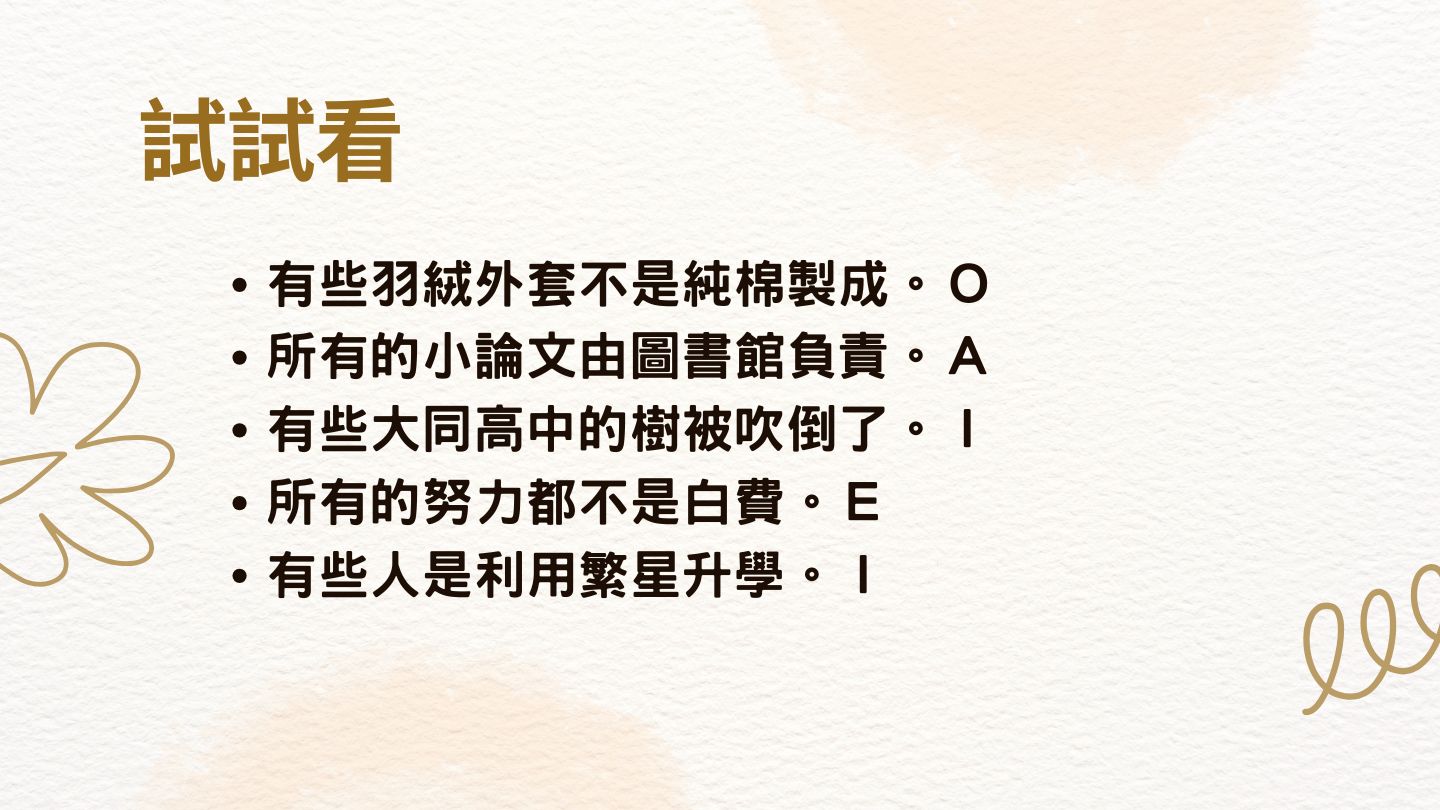 試試看
• 有些羽絨外套不是純棉製成。O
• 所有的小論文由圖書館負責。A
• 有些大同高中的樹被吹倒了。I
• 所有的努力都不是白費。E
• 有些人是利用繁星升學。I